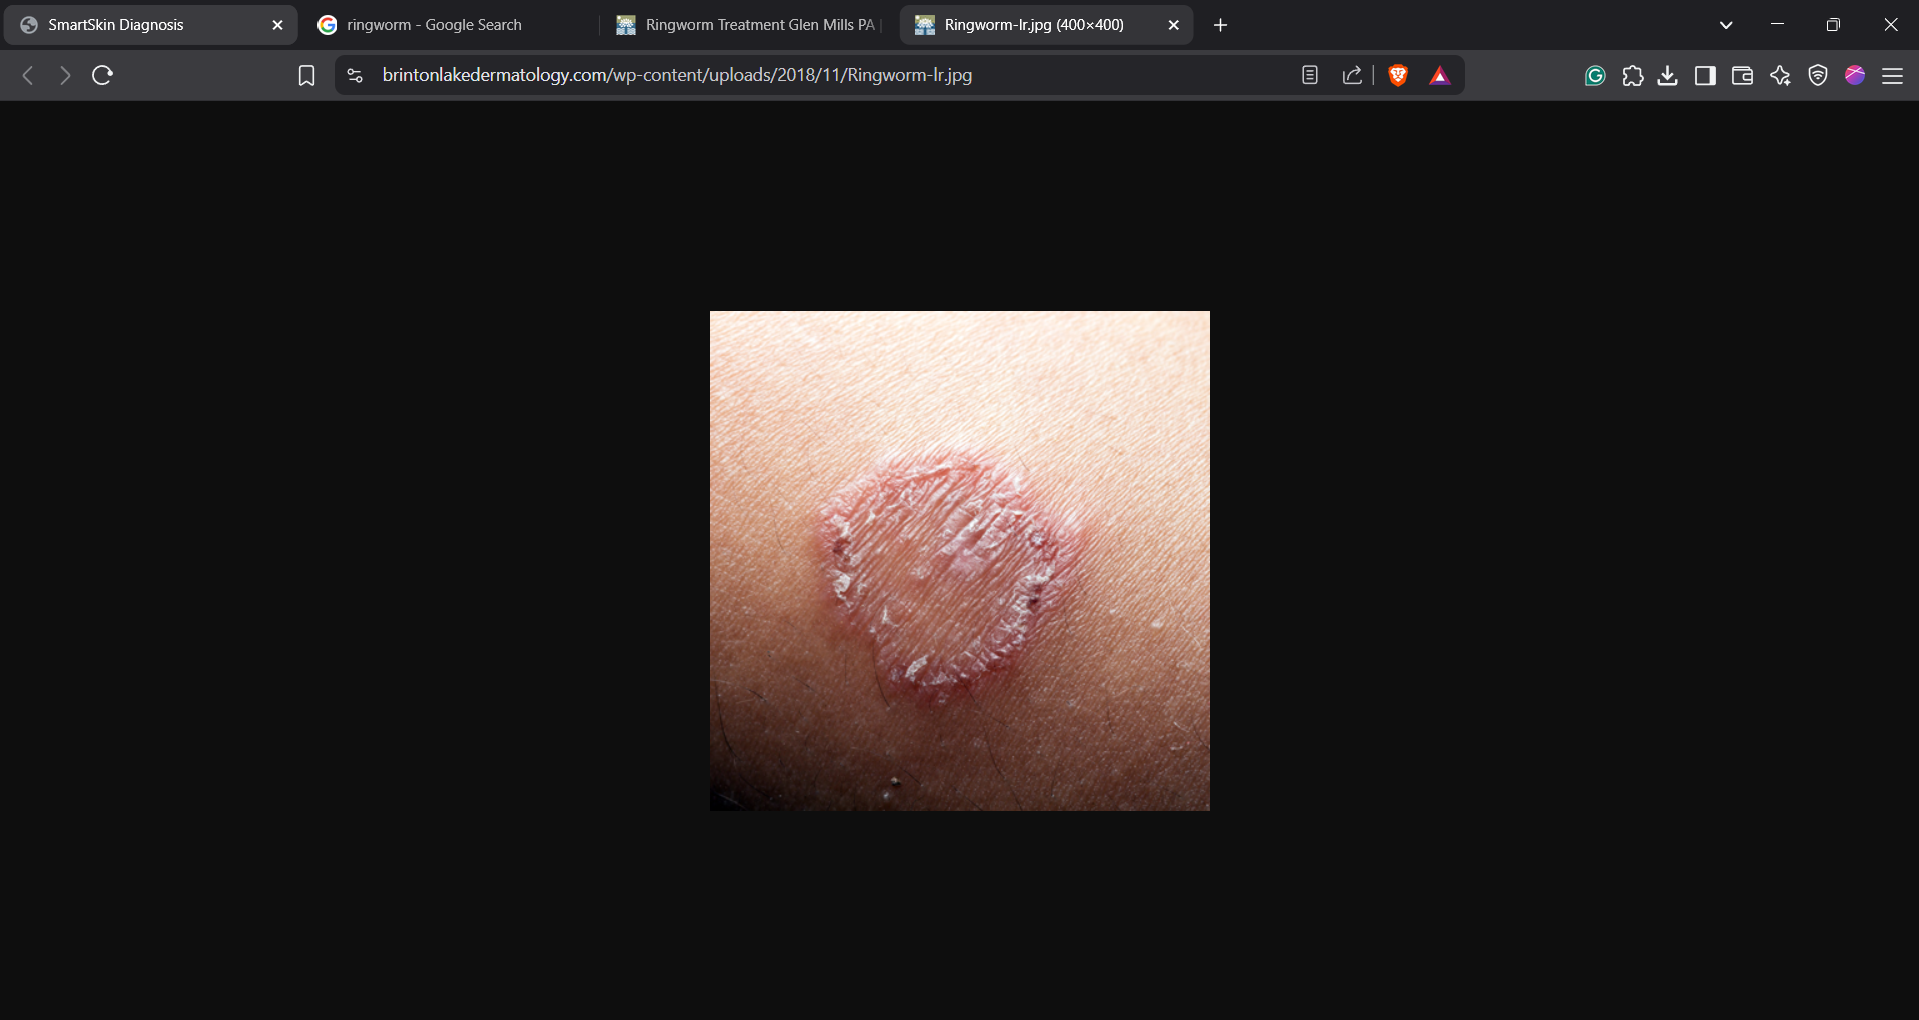 SmartSkin Diagnosis
ringworm - Google Search
Ringworm Treatment Glen Mills PA
Ringworm-lr.jpg (400×400)
brintonlakedermatology.com/wp-content/uploads/2018/11/Ringworm-lr.jpg